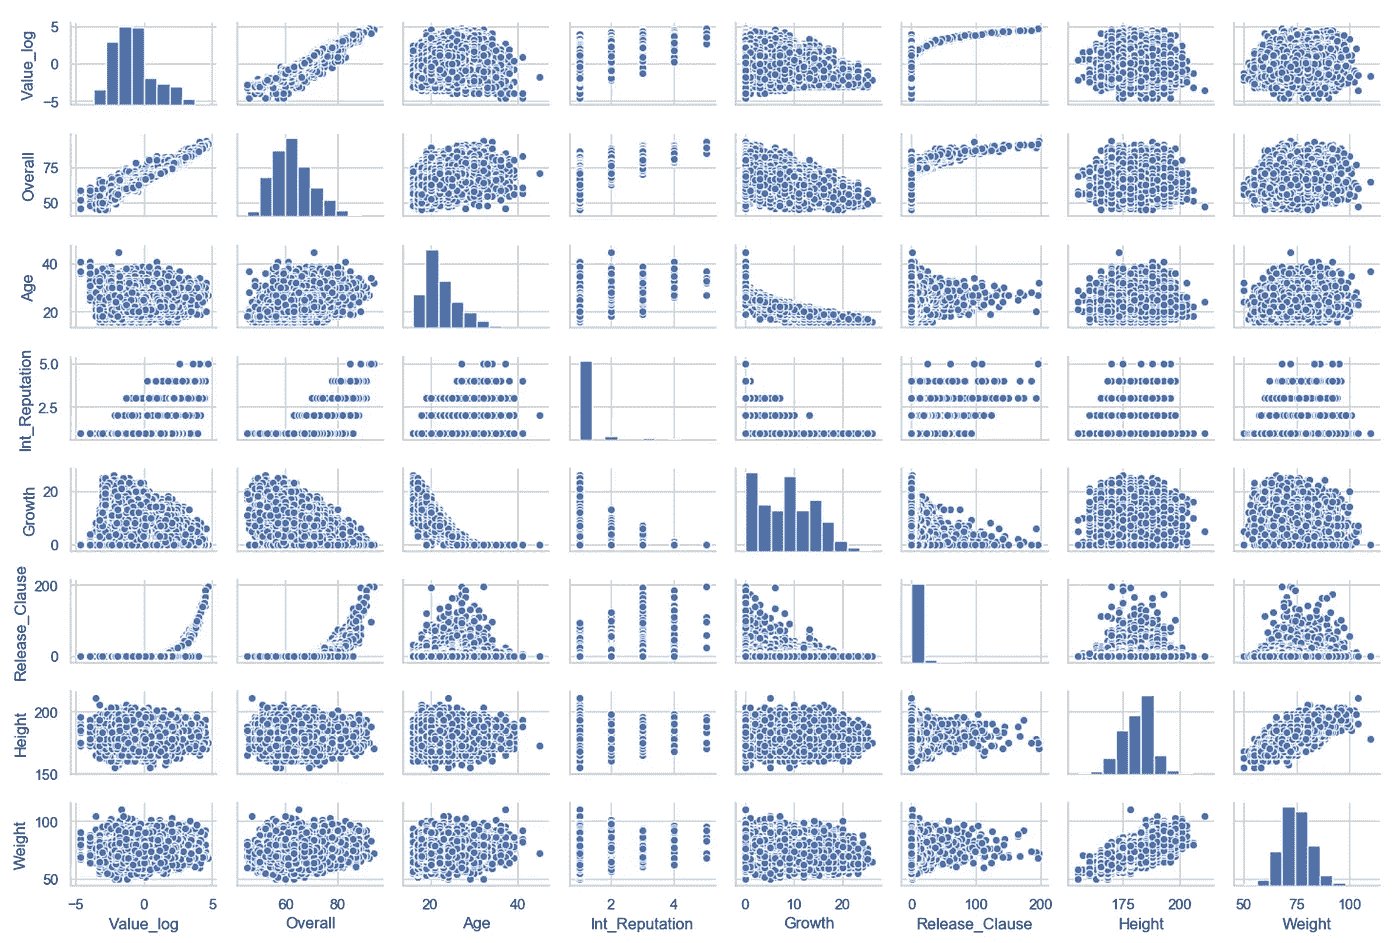 5
0
−5
Value_log
75
50
Overall
40
20
Age
5.0
2.5
Int_Reputation
20
0
Growth
200
0
Release_Clause
200
150
Height
100
50
Weight
−5 0 5 60 80 20 40 2 4 0 10 20 0 100 200 175 200 50 75 100
Value_log Overall Age Int_Reputation Growth Release_Clause Height Weight